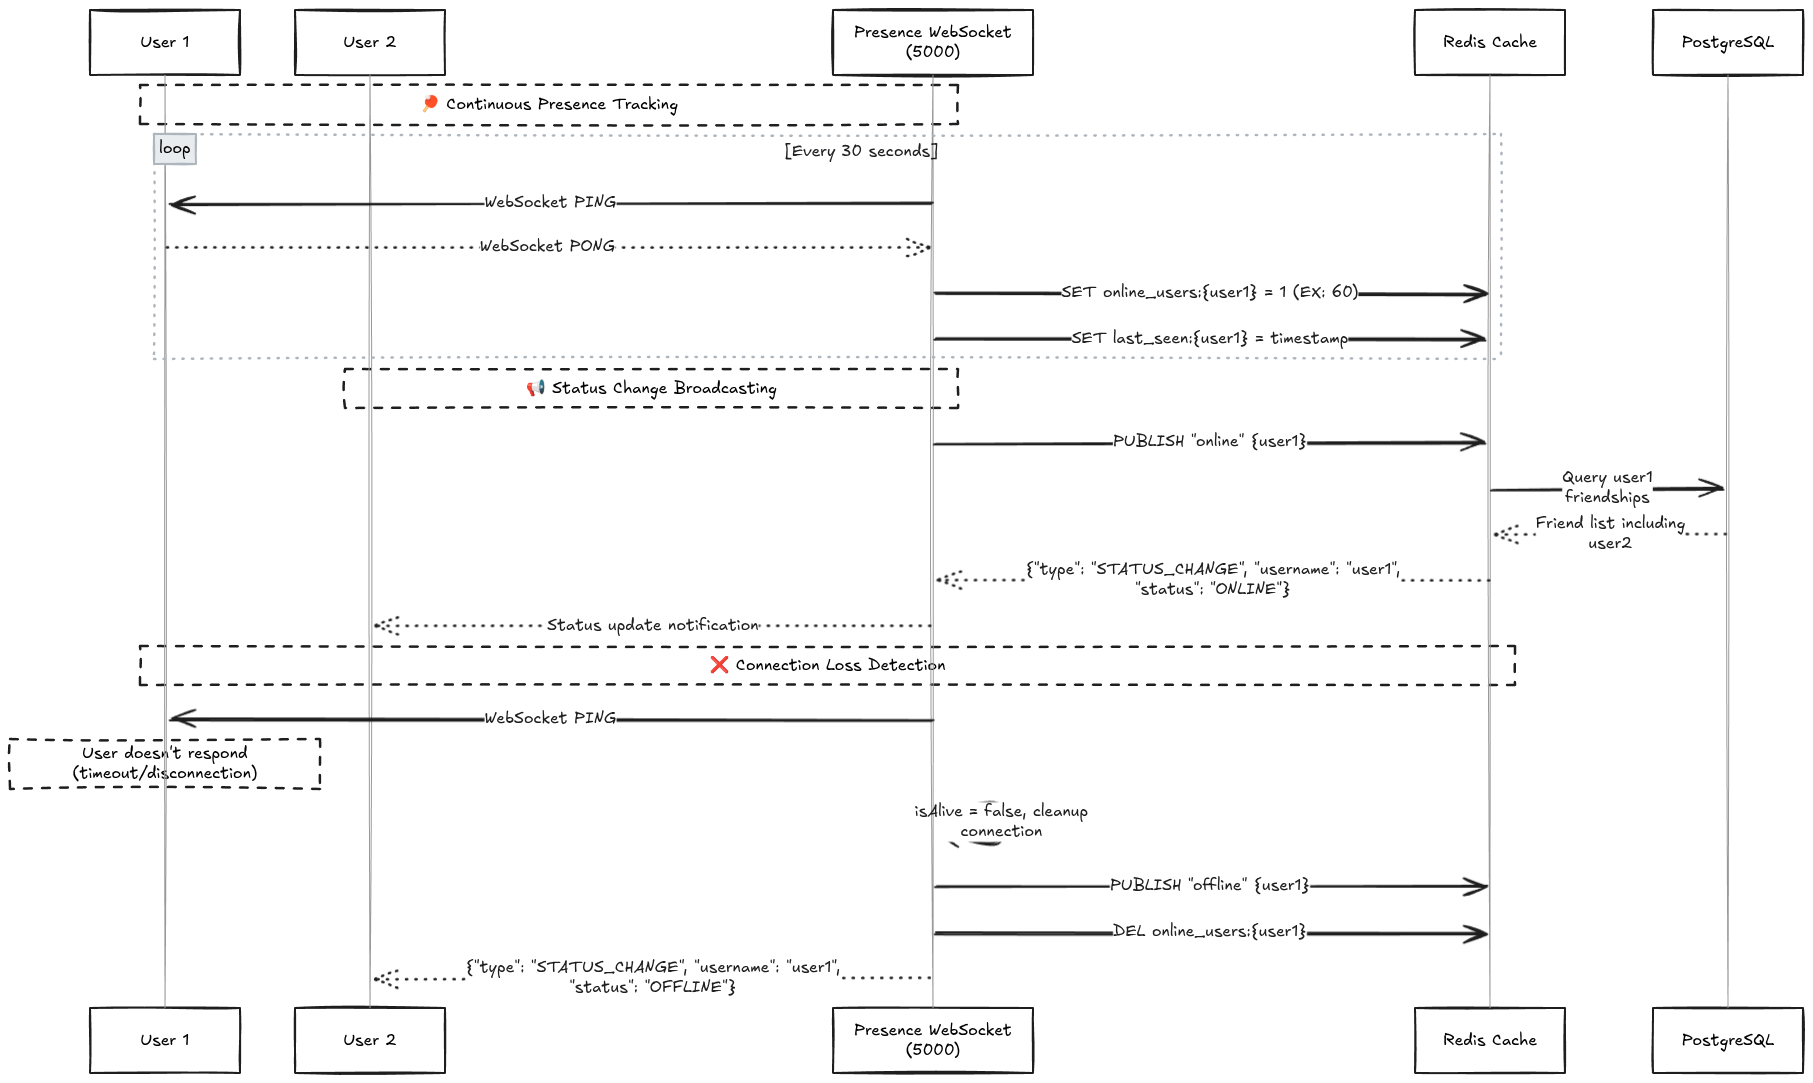 User 1
User 2
Presence WebSocket
(5000)
Redis Cache
PostgreSQL
🏓 Continuous Presence Tracking
loop
[Every 30 seconds]
WebSocket PING
WebSocket PONG
SET online_users:{user1} = 1 (EX: 60)
SET last_seen:{user1} = timestamp
📢 Status Change Broadcasting
PUBLISH "online" {user1}
Query user1
friendships
Friend list including
user2
{"type": "STATUS_CHANGE", "username": "user1",
"status": "ONLINE"}
Status update notification
❌ Connection Loss Detection
WebSocket PING
User doesn't respond
(timeout/disconnection)
isAlive = false, cleanup
connection
PUBLISH "offline" {user1}
DEL online_users:{user1}
{"type": "STATUS_CHANGE", "username": "user1",
"status": "OFFLINE"}
User 1
User 2
Presence WebSocket
(5000)
Redis Cache
PostgreSQL